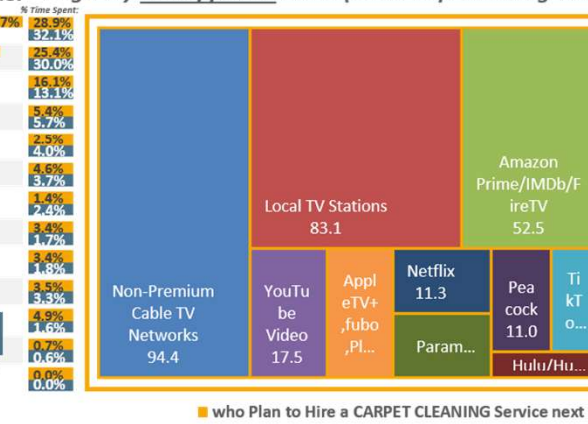 % Time Spent:
7% 28.9%
32.1%
25.4%
30.0%
16.1%
13.1%
5.4%
5.7%
2.5%
4.0%
4.6%
3.7%
1.4%
2.4%
3.4%
1.7%
3.4%
1.8%
3.5%
3.3%
4.9%
1.6%
0.7%
0.6%
0.0%
0.0%
Non-Premium
Cable TV
Networks
94.4
Local TV Stations
83.1
Amazon
Prime/IMDb/F
ireTV
52.5
YouTu
be
Video
17.5
Appl
eTV+
,fubo
,Pl...
Netflix
11.3
Param...
Pea
cock
11.0
Ti
kT
o...
Hulu/Hu...
who Plan to Hire a CARPET CLEANING Service next